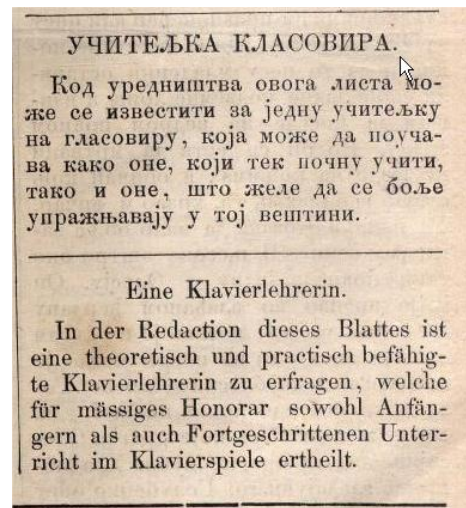 УЧИТЕЉКА КЛАСОВИРА.
Код уредништва овога листа мо-
же се известити за једну учитељку
на гласовиру, која може да поуча-
ва како оне, који тек почну учити,
тако и оне, што желе да се боље
упражњавају у тој вештини.
Eine Klavierlehrerin.
In der Redaction dieses Blattes ist
eine theoretisch und practisch befähig-
te Klavierlehrerin zu erfragen, welche
für mässiges Honorar sowohl Anfän-
gern als auch Fortgeschrittenen Unter-
richt im Klavierspiele ertheilt.